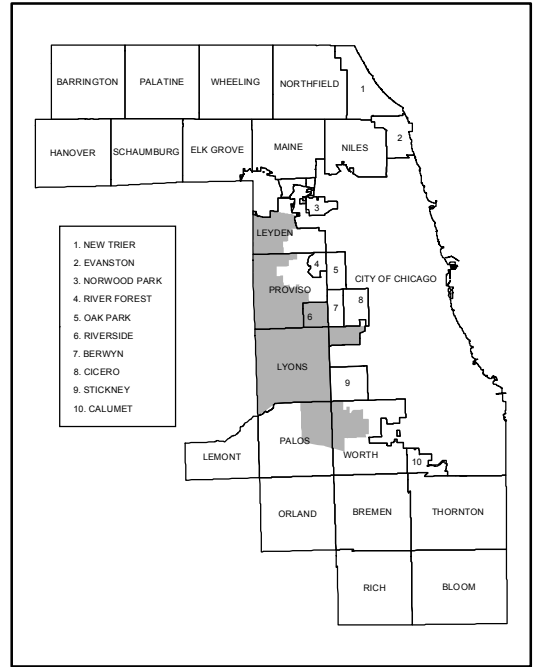 BARRINGTON
PALATINE
WHEELING
NORTHFIELD
1
HANOVER
SCHAUMBURG
ELK GROVE
MAINE
NILES
2
3
LEYDEN
1. NEW TRIER
2. EVANSTON
3. NORWOOD PARK
4. RIVER FOREST
5. OAK PARK
6. RIVERSIDE
7. BERWYN
8. CICERO
9. STICKNEY
10. CALUMET
4
5
CITY OF CHICAGO
PROVISO
6
7
8
LYONS
9
PALOS
LEMONT
WORTH
10
ORLAND
BREMEN
THORNTON
RICH
BLOOM